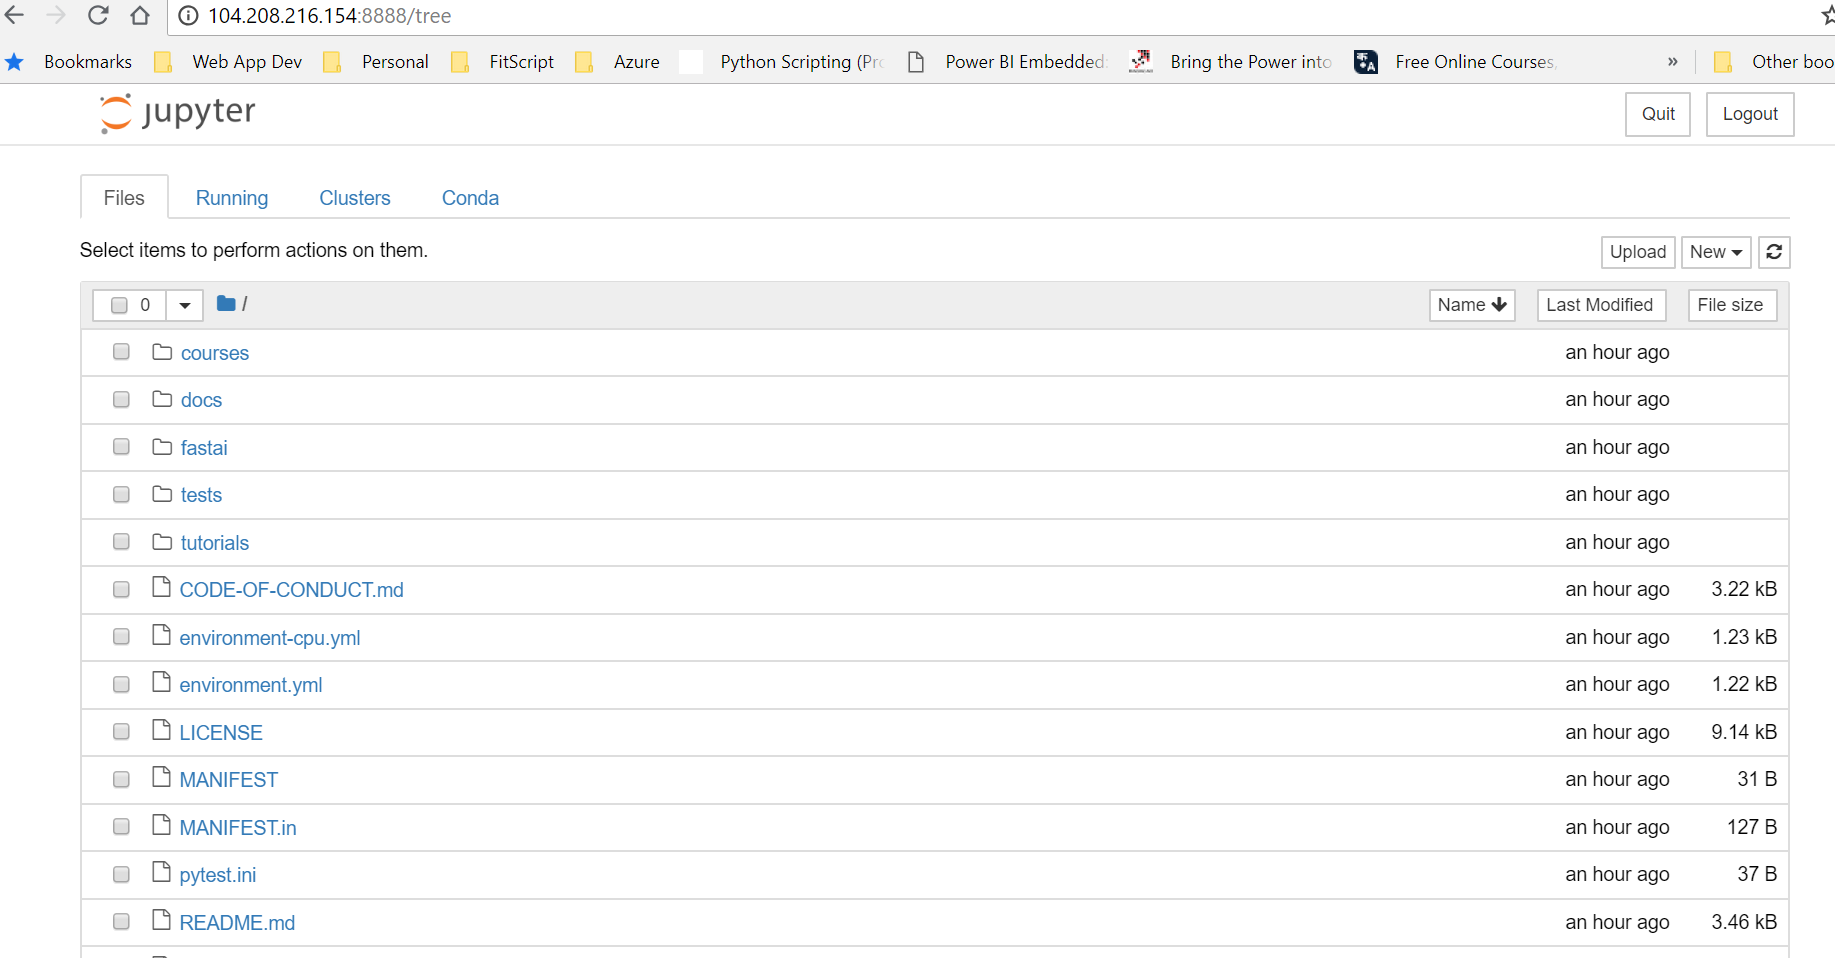 104.208.216.154:8888/tree
Bookmarks Web App Dev Personal FitScript Azure Python Scripting (Pro Power BI Embedded: Bring the Power into Free Online Courses, » Other boo
jupyter Quit Logout
Files Running Clusters Conda
Select items to perform actions on them. Upload New
0 / Name Last Modified File size
courses an hour ago
docs an hour ago
fastai an hour ago
tests an hour ago
tutorials an hour ago
CODE-OF-CONDUCT.md an hour ago 3.22 kB
environment-cpu.yml an hour ago 1.23 kB
environment.yml an hour ago 1.22 kB
LICENSE an hour ago 9.14 kB
MANIFEST an hour ago 31 B
MANIFEST.in an hour ago 127 B
pytest.ini an hour ago 37 B
README.md an hour ago 3.46 kB